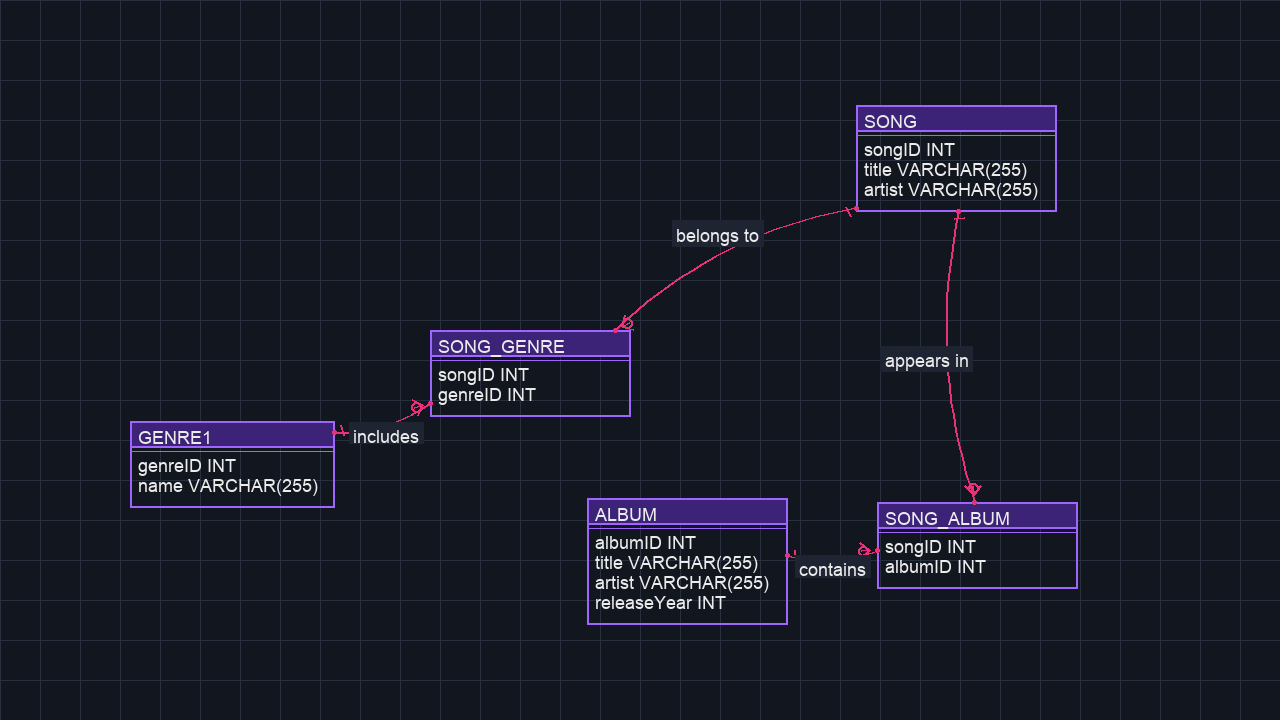 SONG
songID INT
title VARCHAR(255)
artist VARCHAR(255)
belongs to
SONG_GENRE
songID INT
genreID INT
appears in
GENRE1
genreID INT
name VARCHAR(255)
includes
ALBUM
albumID INT
title VARCHAR(255)
artist VARCHAR(255)
releaseYear INT
contains
SONG_ALBUM
songID INT
albumID INT